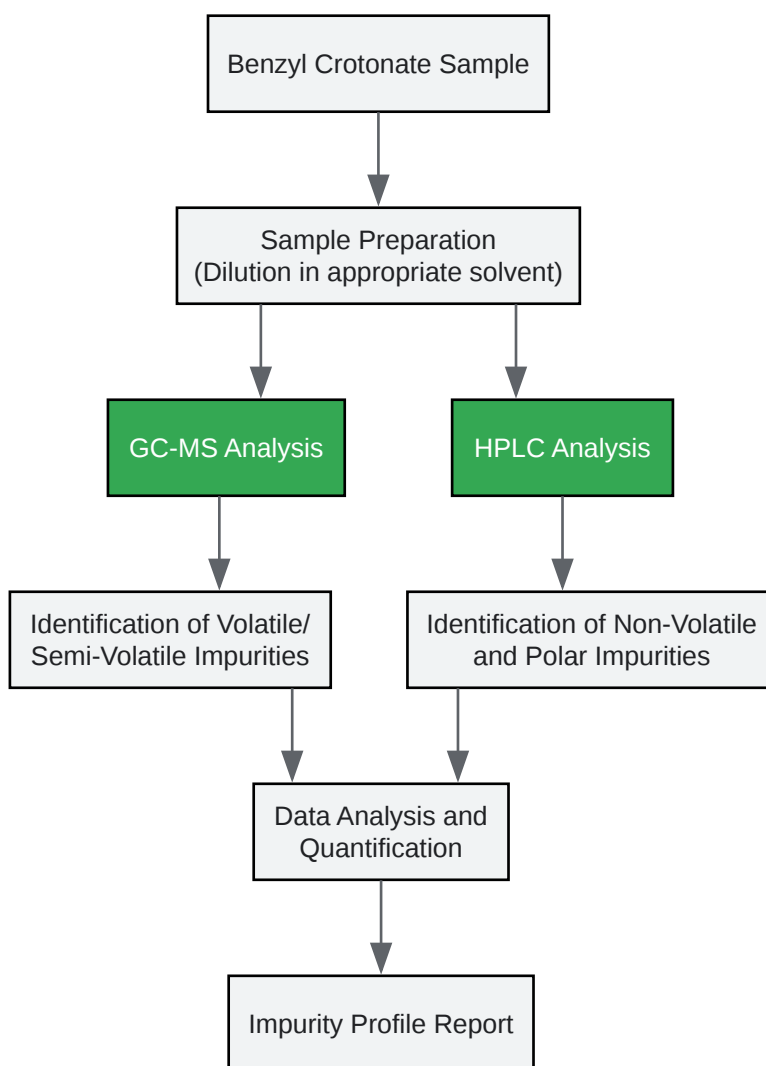 Benzyl Crotonate Sample
Sample Preparation
(Dilution in appropriate solvent)
GC-MS Analysis
HPLC Analysis
Identification of Volatile/
Semi-Volatile Impurities
Identification of Non-Volatile
and Polar Impurities
Data Analysis and
Quantification
Impurity Profile Report